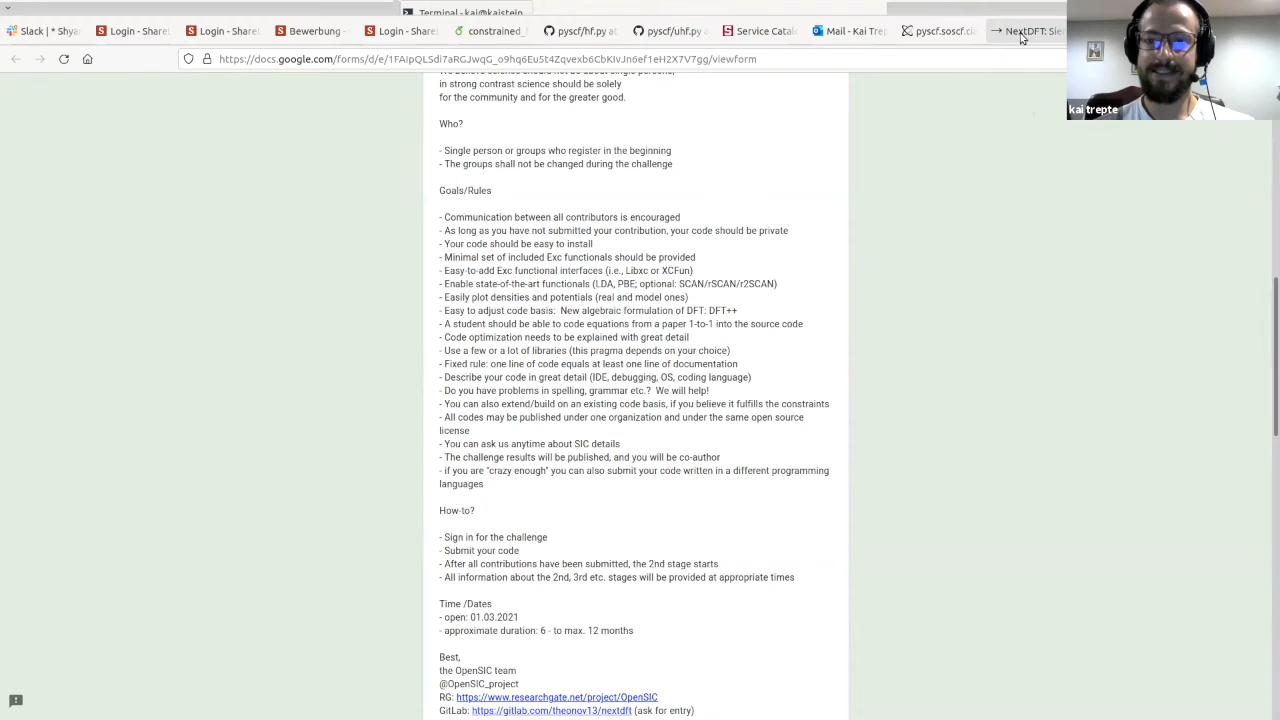 Terminal - kai@kaistein
Slack | * Shya
Login - Share
Login - Share
Bewerbung -
Login - Share
constrained_
pyscf/hf.py at
pyscf/uhf.py a
Service Catal
Mail - Kai Trep
pyscf.soscf.cia
NextDFT: Sie
https://docs.google.com/forms/d/e/1FAIpQLSdi7aRGJwqG_o9hq6Eu5t4Zqvexb6CbKIvJn6ef1eH2X7V7gg/viewform
kai trepte
We believe science should not be about single persons,
in strong contrast science should be solely
for the community and for the greater good.
Who?
- Single person or groups who register in the beginning
- The groups shall not be changed during the challenge
Goals/Rules
- Communication between all contributors is encouraged
- As long as you have not submitted your contribution, your code should be private
- Your code should be easy to install
- Minimal set of included Exc functionals should be provided
- Easy-to-add Exc functional interfaces (i.e., Libxc or XCFun)
- Enable state-of-the-art functionals (LDA, PBE; optional: SCAN/rSCAN/r2SCAN)
- Easily plot densities and potentials (real and model ones)
- Easy to adjust code basis: New algebraic formulation of DFT: DFT++
- A student should be able to code equations from a paper 1-to-1 into the source code
- Code optimization needs to be explained with great detail
- Use a few or a lot of libraries (this pragma depends on your choice)
- Fixed rule: one line of code equals at least one line of documentation
- Describe your code in great detail (IDE, debugging, OS, coding language)
- Do you have problems in spelling, grammar etc.? We will help!
- You can also extend/build on an existing code basis, if you believe it fulfills the constraints
- All codes may be published under one organization and under the same open source
license
- You can ask us anytime about SIC details
- The challenge results will be published, and you will be co-author
- if you are "crazy enough" you can also submit your code written in a different programming
languages
How-to?
- Sign in for the challenge
- Submit your code
- After all contributions have been submitted, the 2nd stage starts
- All information about the 2nd, 3rd etc. stages will be provided at appropriate times
Time /Dates
- open: 01.03.2021
- approximate duration: 6 - to max. 12 months
Best,
the OpenSIC team
@OpenSIC_project
RG: https://www.researchgate.net/project/OpenSIC
GitLab: https://gitlab.com/theonov13/nextdft (ask for entry)